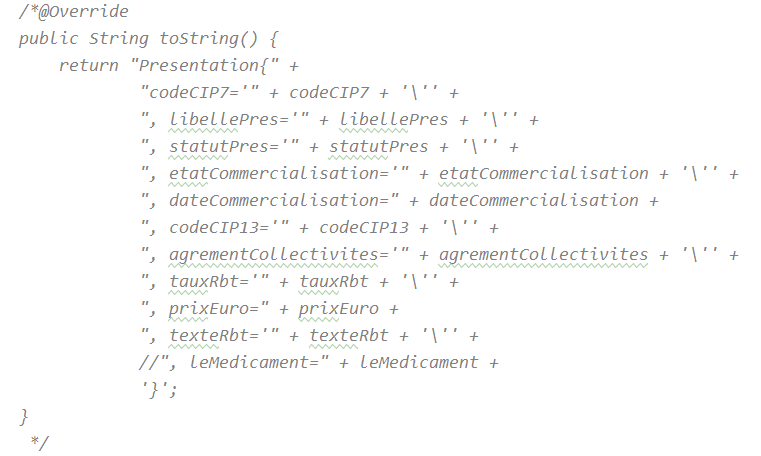 /*@Override
public String toString() {
    return "Presentation{" +
            "codeCIP7='" + codeCIP7 + '\'' +
            ", libellePres='" + libellePres + '\'' +
            ", statutPres='" + statutPres + '\'' +
            ", etatCommercialisation='" + etatCommercialisation + '\'' +
            ", dateCommercialisation=" + dateCommercialisation +
            ", codeCIP13='" + codeCIP13 + '\'' +
            ", agrementCollectivites='" + agrementCollectivites + '\'' +
            ", tauxRbt='" + tauxRbt + '\'' +
            ", prixEuro=" + prixEuro +
            ", texteRbt='" + texteRbt + '\'' +
            //", leMedicament=" + leMedicament +
            '}';
}
 */